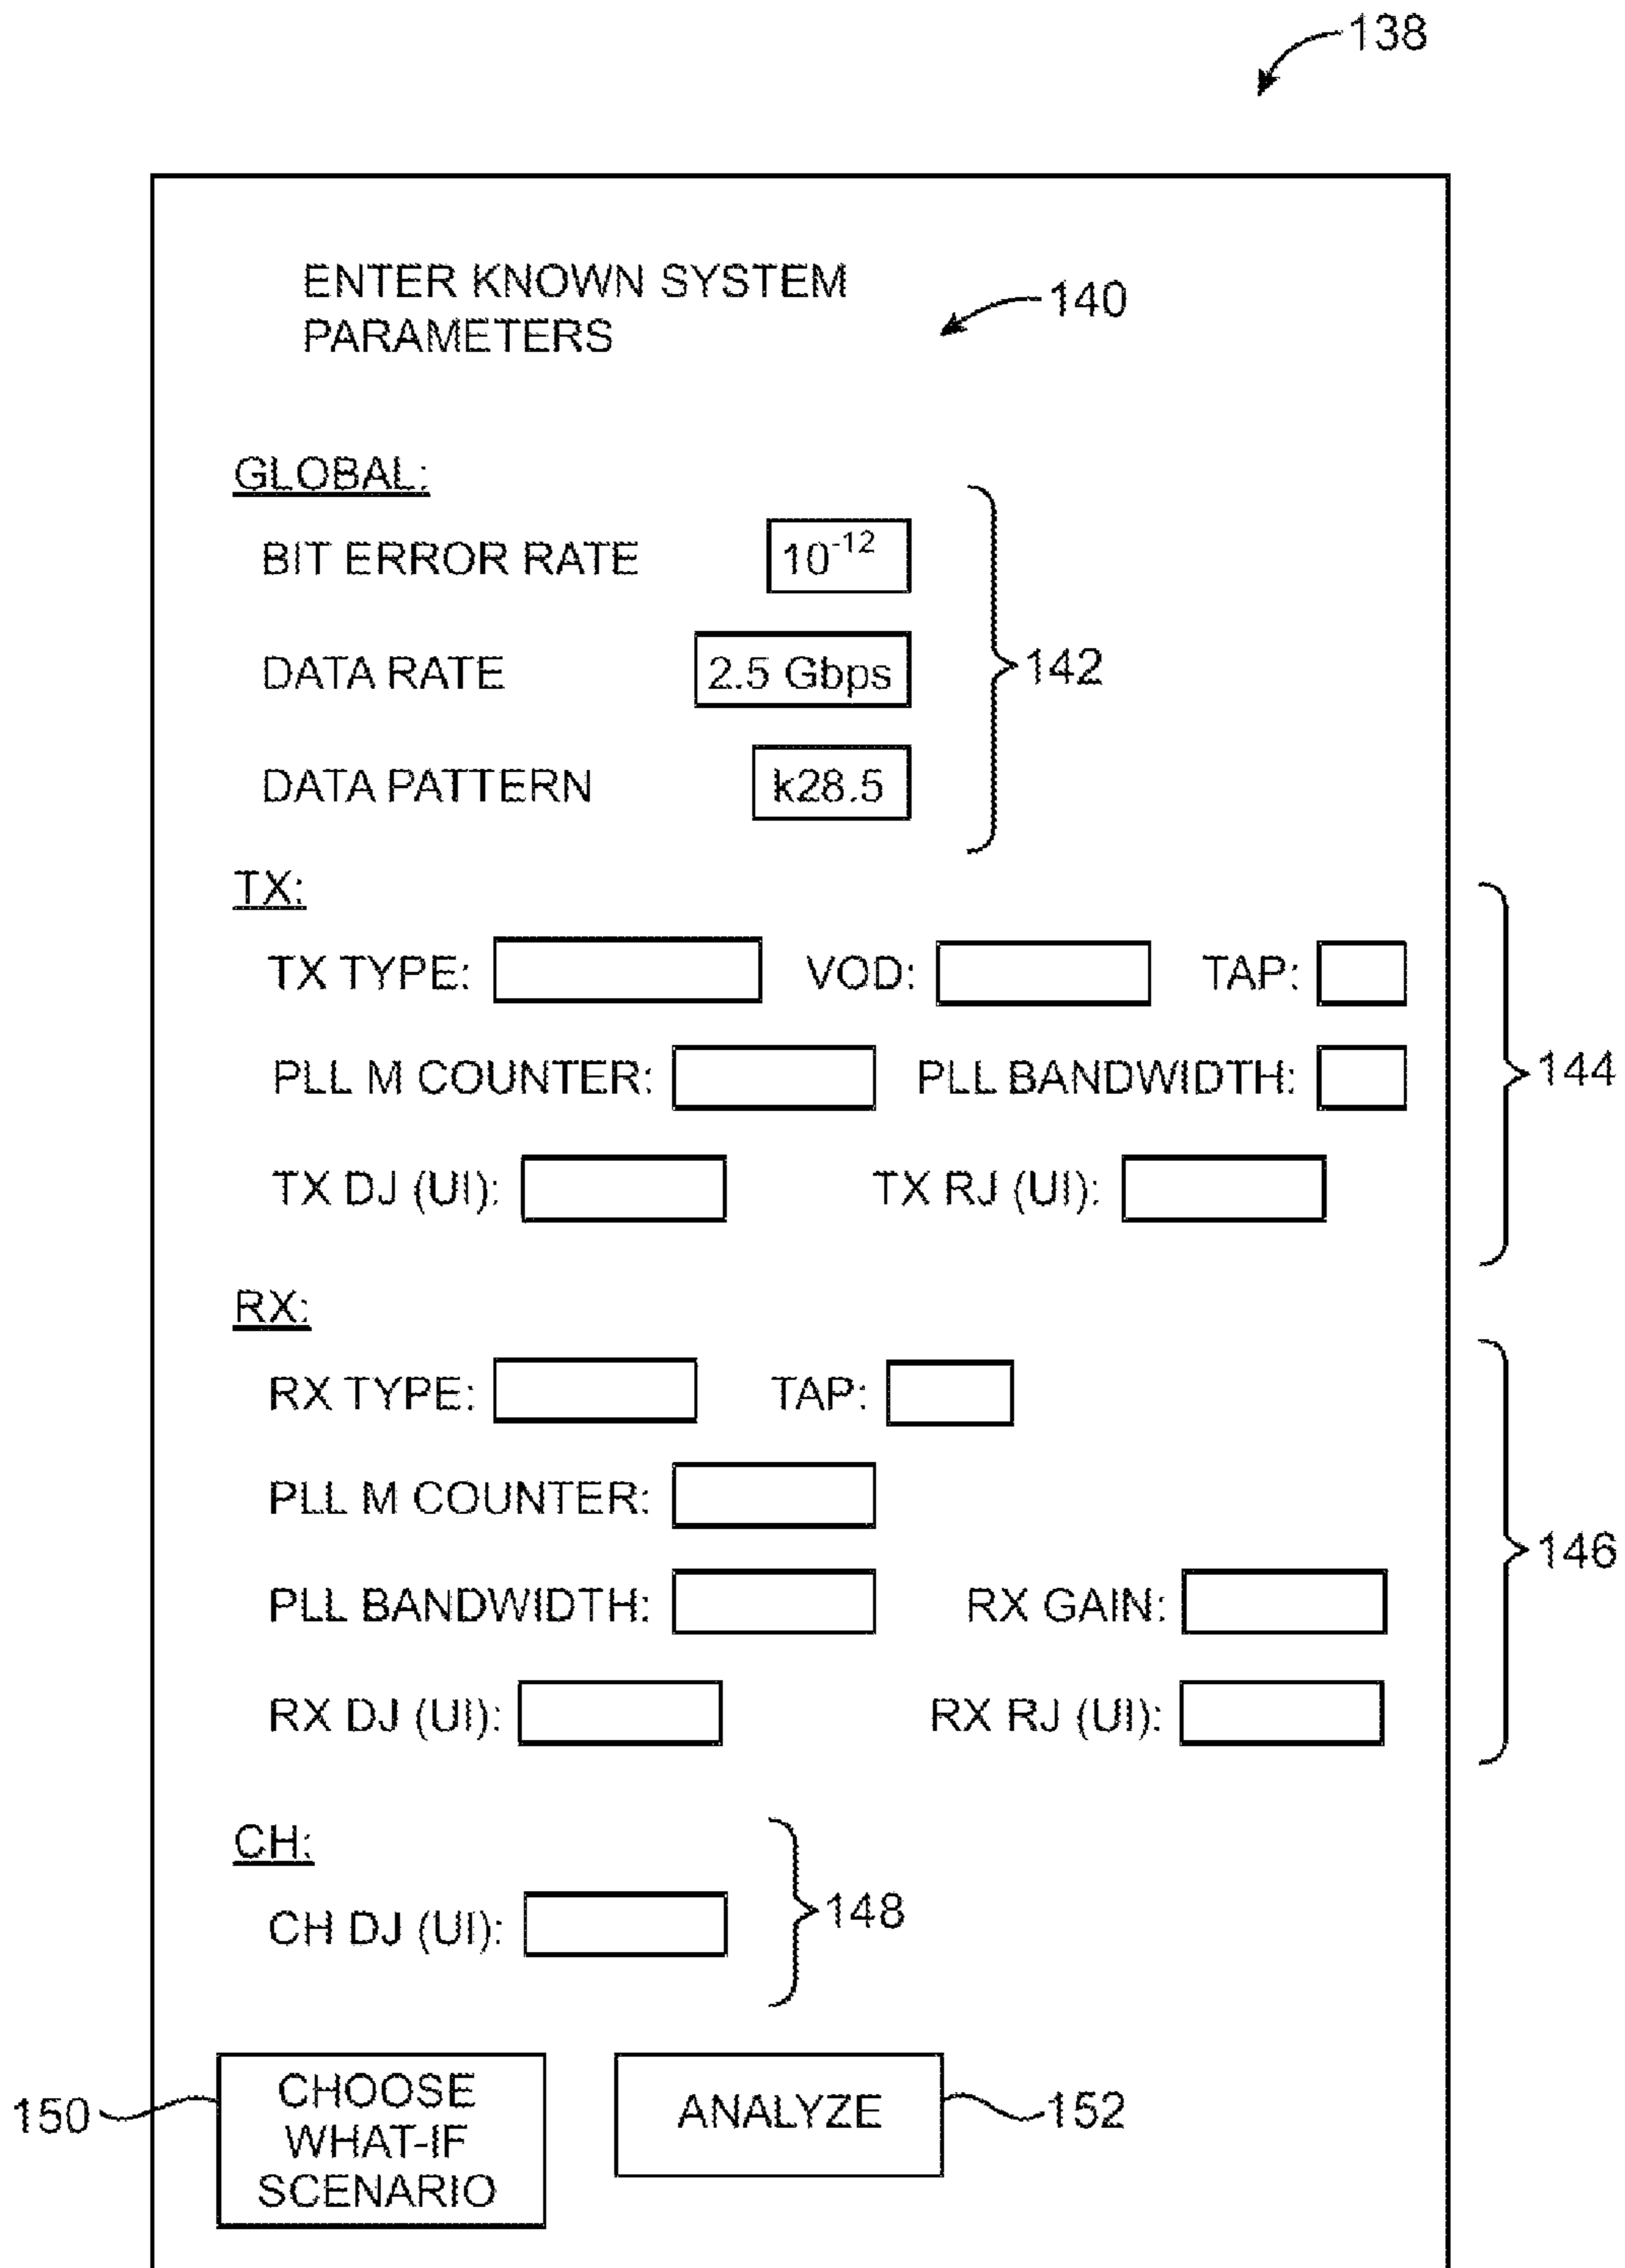 138
ENTER KNOWN SYSTEM
PARAMETERS
140
GLOBAL:
BIT ERROR RATE 10⁻¹²
DATA RATE 2.5 Gbps
142
DATA PATTERN k28.5
TX:
TX TYPE: VOD: TAP:
PLL M COUNTER: PLL BANDWIDTH:
144
TX DJ (UI): TX RJ (UI):
RX:
RX TYPE: TAP:
PLL M COUNTER:
146
PLL BANDWIDTH: RX GAIN:
RX DJ (UI): RX RJ (UI):
CH:
148
CH DJ (UI):
150
CHOOSE
WHAT-IF
SCENARIO
ANALYZE
152